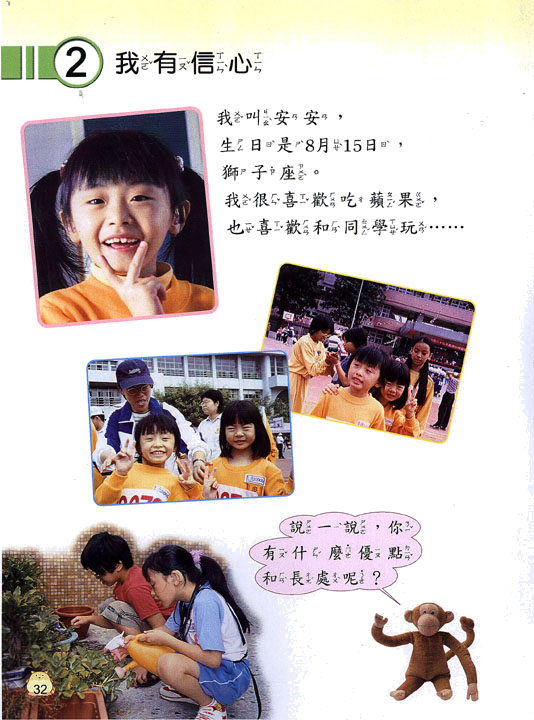 2 我有信心
我叫安安，
生日是8月15日，
獅子座。
我很喜歡吃蘋果，
也喜歡和同學玩……
說一說，你
有什麼優點
和長處呢？
32